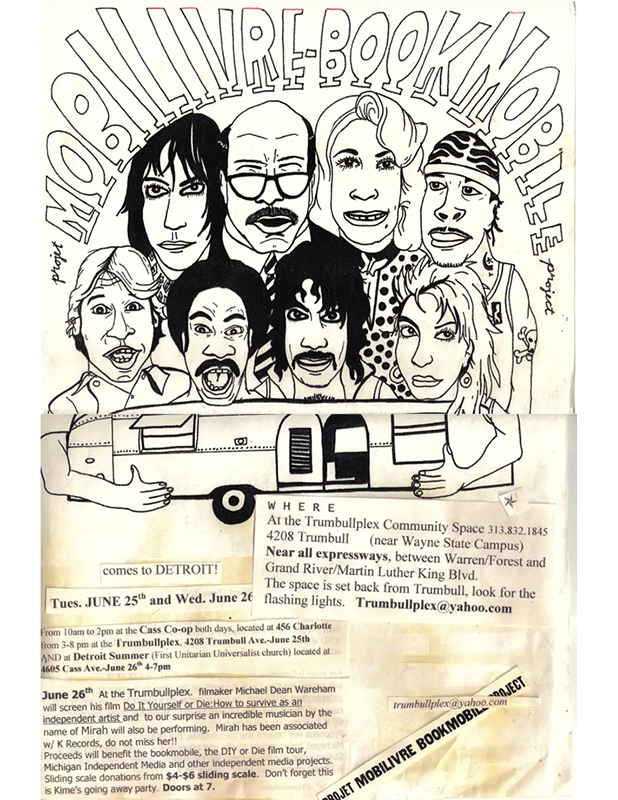 MOBILIVRE-BOOKMOBILE
projet
project
WHERE
At the Trumbullplex Community Space 313.832.1845
4208 Trumbull (near Wayne State Campus)
Near all expressways, between Warren/Forest and
Grand River/Martin Luther King Blvd.
The space is set back from Trumbull, look for the
flashing lights. Trumbullplex@yahoo.com
comes to DETROIT!
Tues. JUNE 25th and Wed. June 26
From 10am to 2pm at the Cass Co-op both days, located at 456 Charlotte
from 3-8 pm at the Trumbullplex, 4208 Trumbull Ave.-June 25th
AND at Detroit Summer (First Unitarian Universalist church) located at
4605 Cass Ave.-June 26th 4-7pm
June 26th At the Trumbullplex. filmaker Michael Dean Wareham
will screen his film Do It Yourself or Die:How to survive as an
independent artist and to our surprise an incredible musician by the
name of Mirah will also be performing. Mirah has been associated
w/ K Records, do not miss her!!
Proceeds will benefit the bookmobile, the DIY or Die film tour,
Michigan Independent Media and other independent media projects.
Sliding scale donations from $4-$6 sliding scale. Don't forget this
is Kime's going away party. Doors at 7.
trumbullplex@yahoo.com
PROJET MOBILIVRE BOOKMOBILE PROJECT